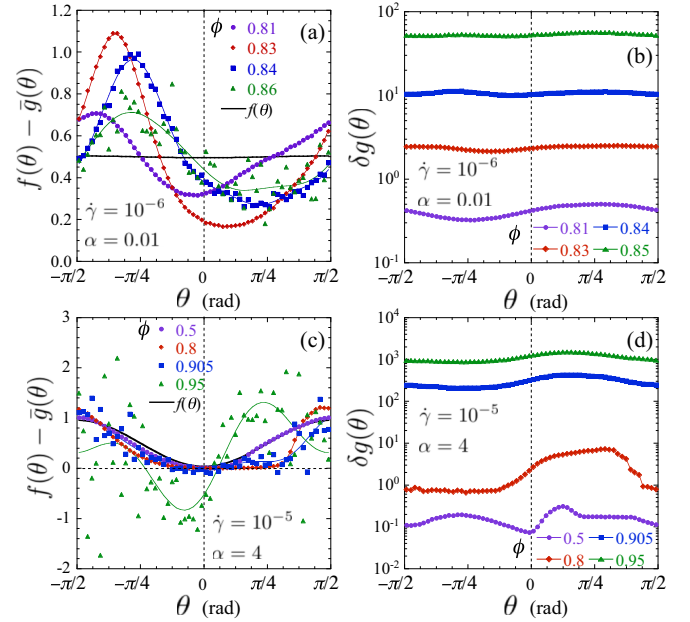 f(θ) − ḡ(θ)
1.2
1.0
0.8
0.6
0.4
0.2
0.0
(a)
ϕ
0.81
0.83
0.84
0.86
f(θ)
γ̇ = 10⁻⁶
α = 0.01
−π/2 −π/4 0 π/4 π/2
θ (rad)
δg(θ)
10²
10¹
10⁰
10⁻¹
(b)
γ̇ = 10⁻⁶
α = 0.01
ϕ
0.81 0.84
0.83 0.85
−π/2 −π/4 0 π/4 π/2
θ (rad)
f(θ) − ḡ(θ)
3
2
1
0
-1
-2
(c)
ϕ
0.5
0.8
0.905
0.95
f(θ)
γ̇ = 10⁻⁵
α = 4
−π/2 −π/4 0 π/4 π/2
θ (rad)
δg(θ)
10⁴
10³
10²
10¹
10⁰
10⁻¹
10⁻²
(d)
γ̇ = 10⁻⁵
α = 4
ϕ
0.5 0.905
0.8 0.95
−π/2 −π/4 0 π/4 π/2
θ (rad)